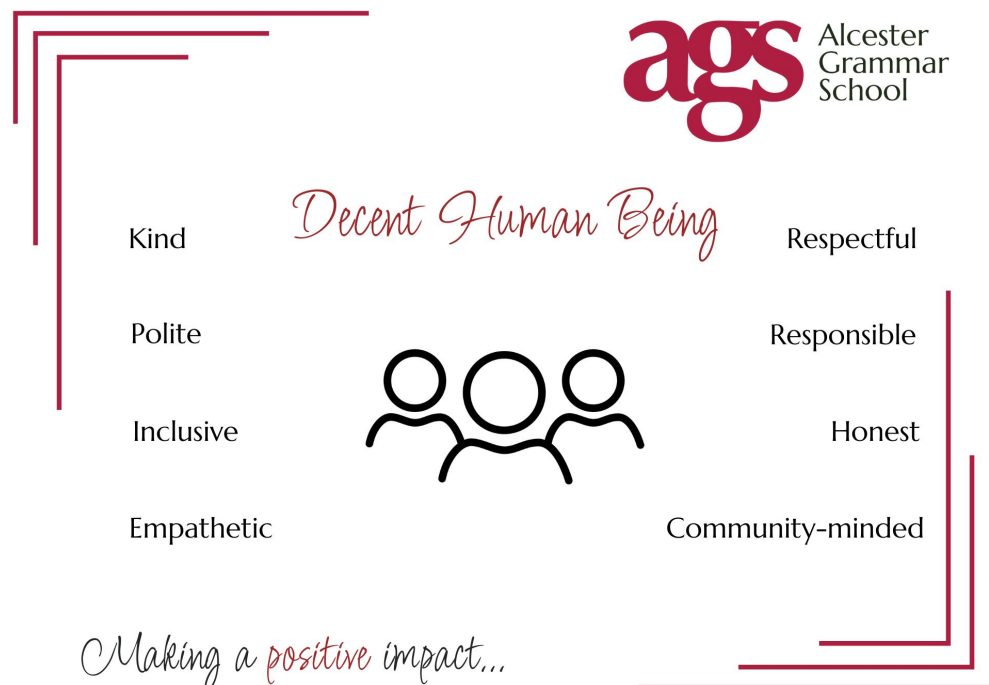 ags
Alcester
Grammar
School
Decent Human Being
Kind
Respectful
Polite
Responsible
Inclusive
Honest
Empathetic
Community-minded
Making a positive impact...